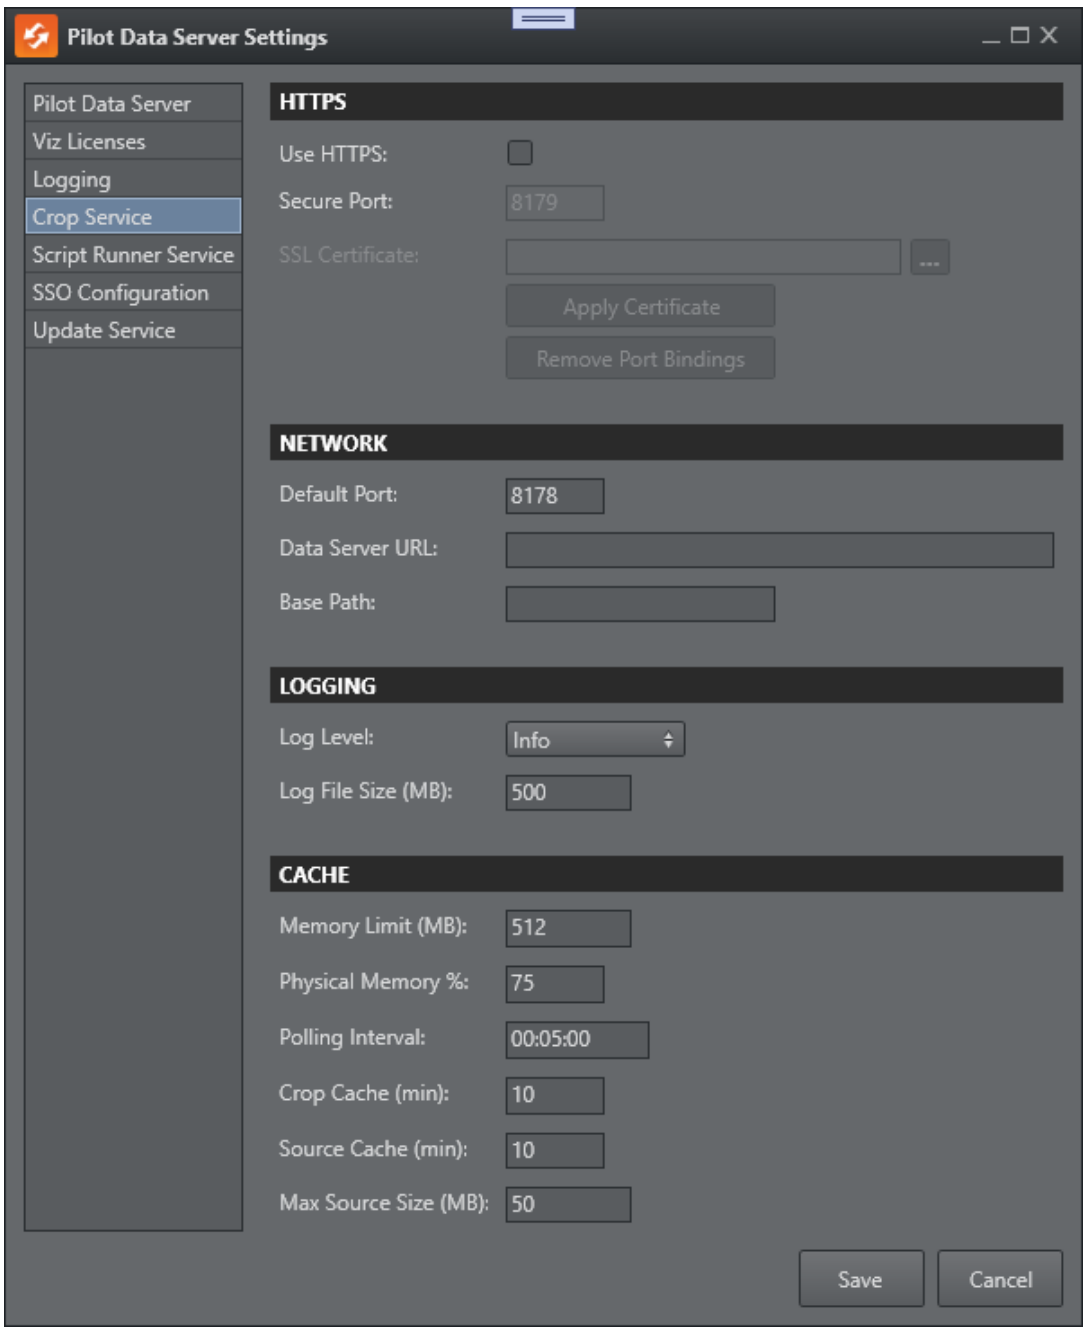 Pilot Data Server Settings
Pilot Data Server
Viz Licenses
Logging
Crop Service
Script Runner Service
SSO Configuration
Update Service
HTTPS
Use HTTPS:
Secure Port: 8179
SSL Certificate: ...
Apply Certificate
Remove Port Bindings
NETWORK
Default Port: 8178
Data Server URL:
Base Path:
LOGGING
Log Level: Info
Log File Size (MB): 500
CACHE
Memory Limit (MB): 512
Physical Memory %: 75
Polling Interval: 00:05:00
Crop Cache (min): 10
Source Cache (min): 10
Max Source Size (MB): 50
Save Cancel